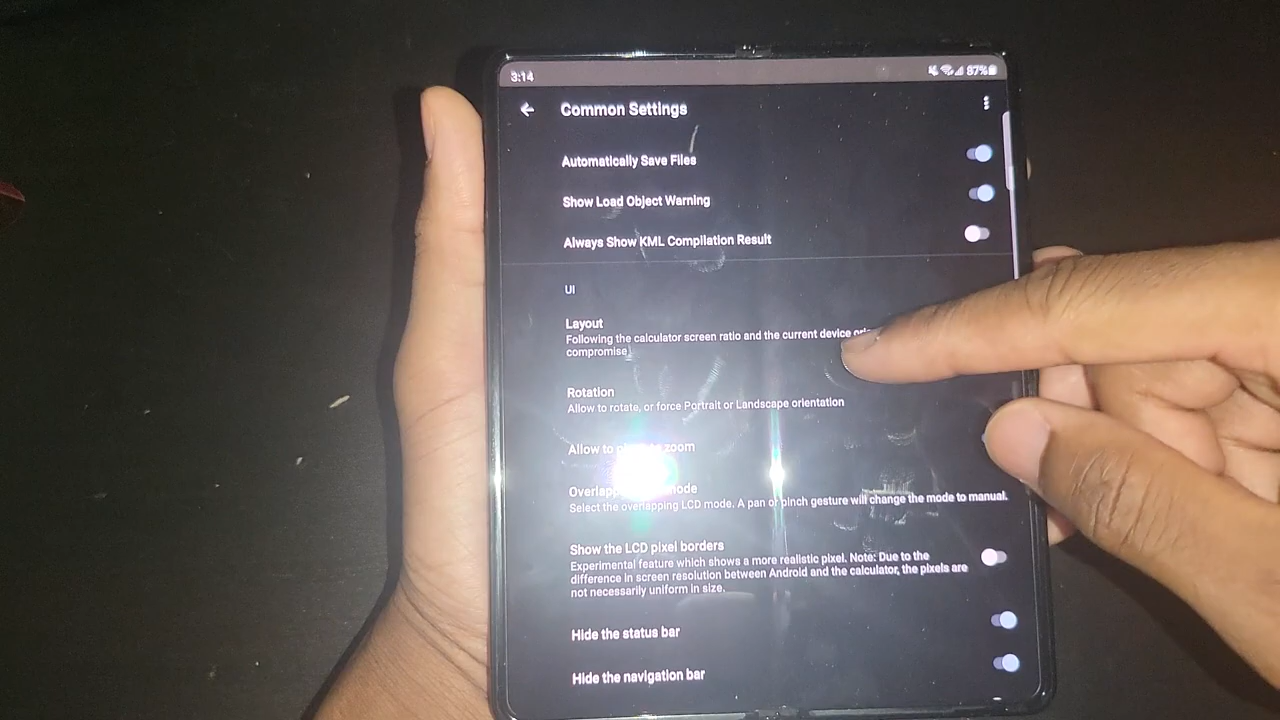 3:14
97%
Common Settings
Automatically Save Files
Show Load Object Warning
Always Show KML Compilation Result
UI
Layout
Following the calculator screen ratio and the current device
compromise
Rotation
Allow to rotate, or force Portrait or Landscape orientation
Allow to zoom
mode
Select the overlapping LCD mode. A pan or pinch gesture will change the mode to manual.
Show the LCD pixel borders
Experimental feature which shows a more realistic pixel. Note: Due to the
difference in screen resolution between Android and the calculator, the pixels are
not necessarily uniform in size.
Hide the status bar
Hide the navigation bar